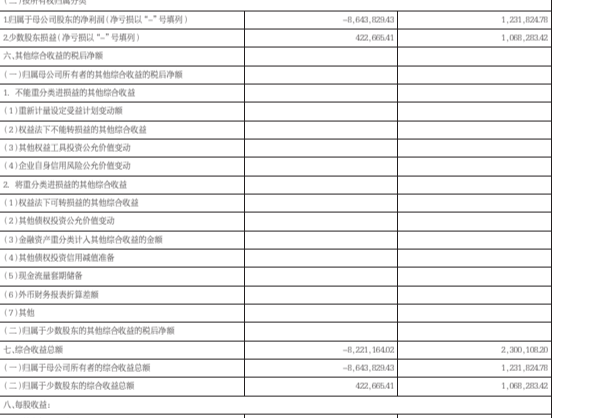 (二)按所有权归属分类
1.归属于母公司股东的净利润(净亏损以“-”号填列) -8,643,829.43 1,231,824.78
2.少数股东损益(净亏损以“-”号填列) 422,665.41 1,068,283.42
六、其他综合收益的税后净额
(一)归属母公司所有者的其他综合收益的税后净额
1. 不能重分类进损益的其他综合收益
(1)重新计量设定受益计划变动额
(2)权益法下不能转损益的其他综合收益
(3)其他权益工具投资公允价值变动
(4)企业自身信用风险公允价值变动
2. 将重分类进损益的其他综合收益
(1)权益法下可转损益的其他综合收益
(2)其他债权投资公允价值变动
(3)金融资产重分类计入其他综合收益的金额
(4)其他债权投资信用减值准备
(5)现金流量套期储备
(6)外币财务报表折算差额
(7)其他
(二)归属于少数股东的其他综合收益的税后净额
七、综合收益总额 -8,221,164.02 2,300,108.20
(一)归属于母公司所有者的综合收益总额 -8,643,829.43 1,231,824.78
(二)归属于少数股东的综合收益总额 422,665.41 1,068,283.42
八、每股收益: